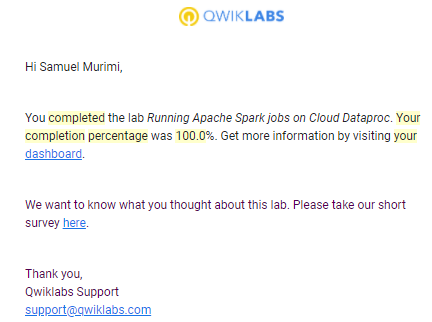 QWIKLABS
Hi Samuel Murimi,
You completed the lab Running Apache Spark jobs on Cloud Dataproc. Your
completion percentage was 100.0%. Get more information by visiting your
dashboard.
We want to know what you thought about this lab. Please take our short
survey here.
Thank you,
Qwiklabs Support
support@qwiklabs.com